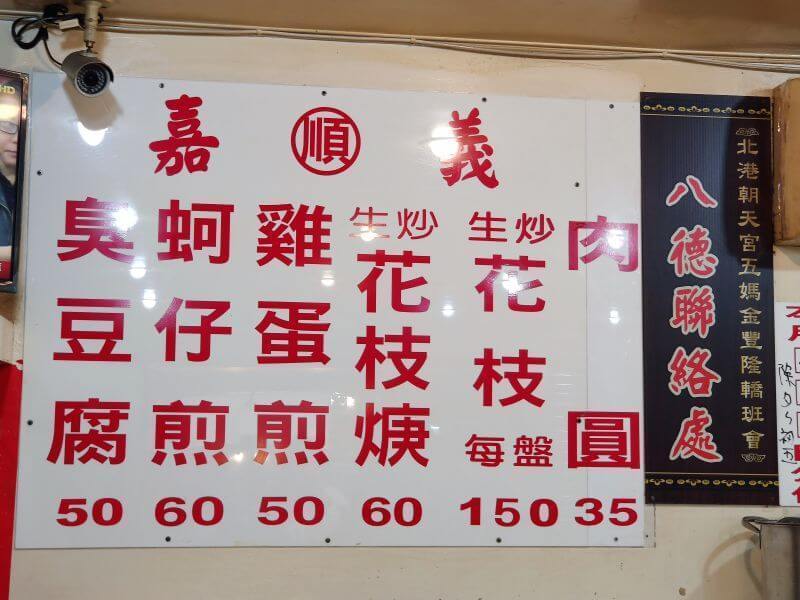 HD
嘉順義
肉圓
35
生炒
花枝
每盤
150
生炒
花枝焿
60
雞蛋煎
50
蚵仔煎
60
臭豆腐
50
北港朝天宮五媽金豐隆轎班會
八德聯絡處